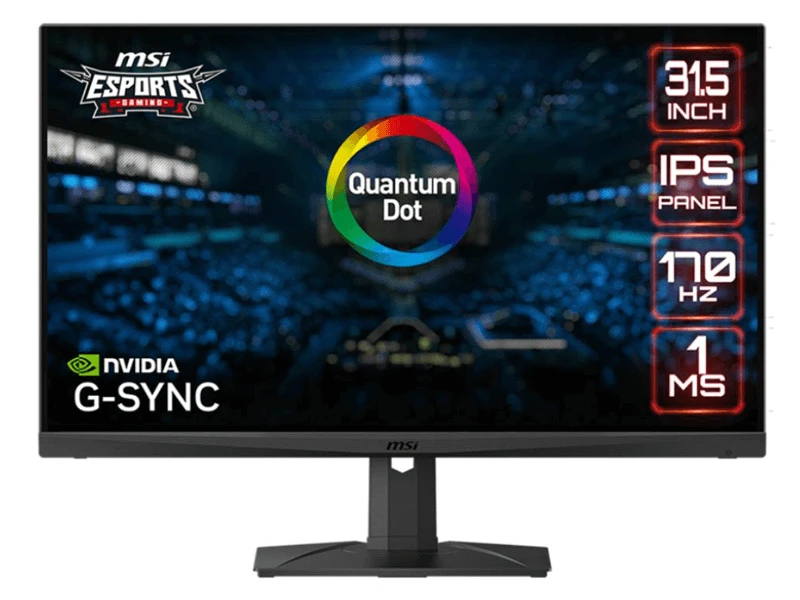 msi
ESPORTS
GAMING
Quantum
Dot
31.5
INCH
IPS
PANEL
170
HZ
1
MS
NVIDIA
G-SYNC
msi